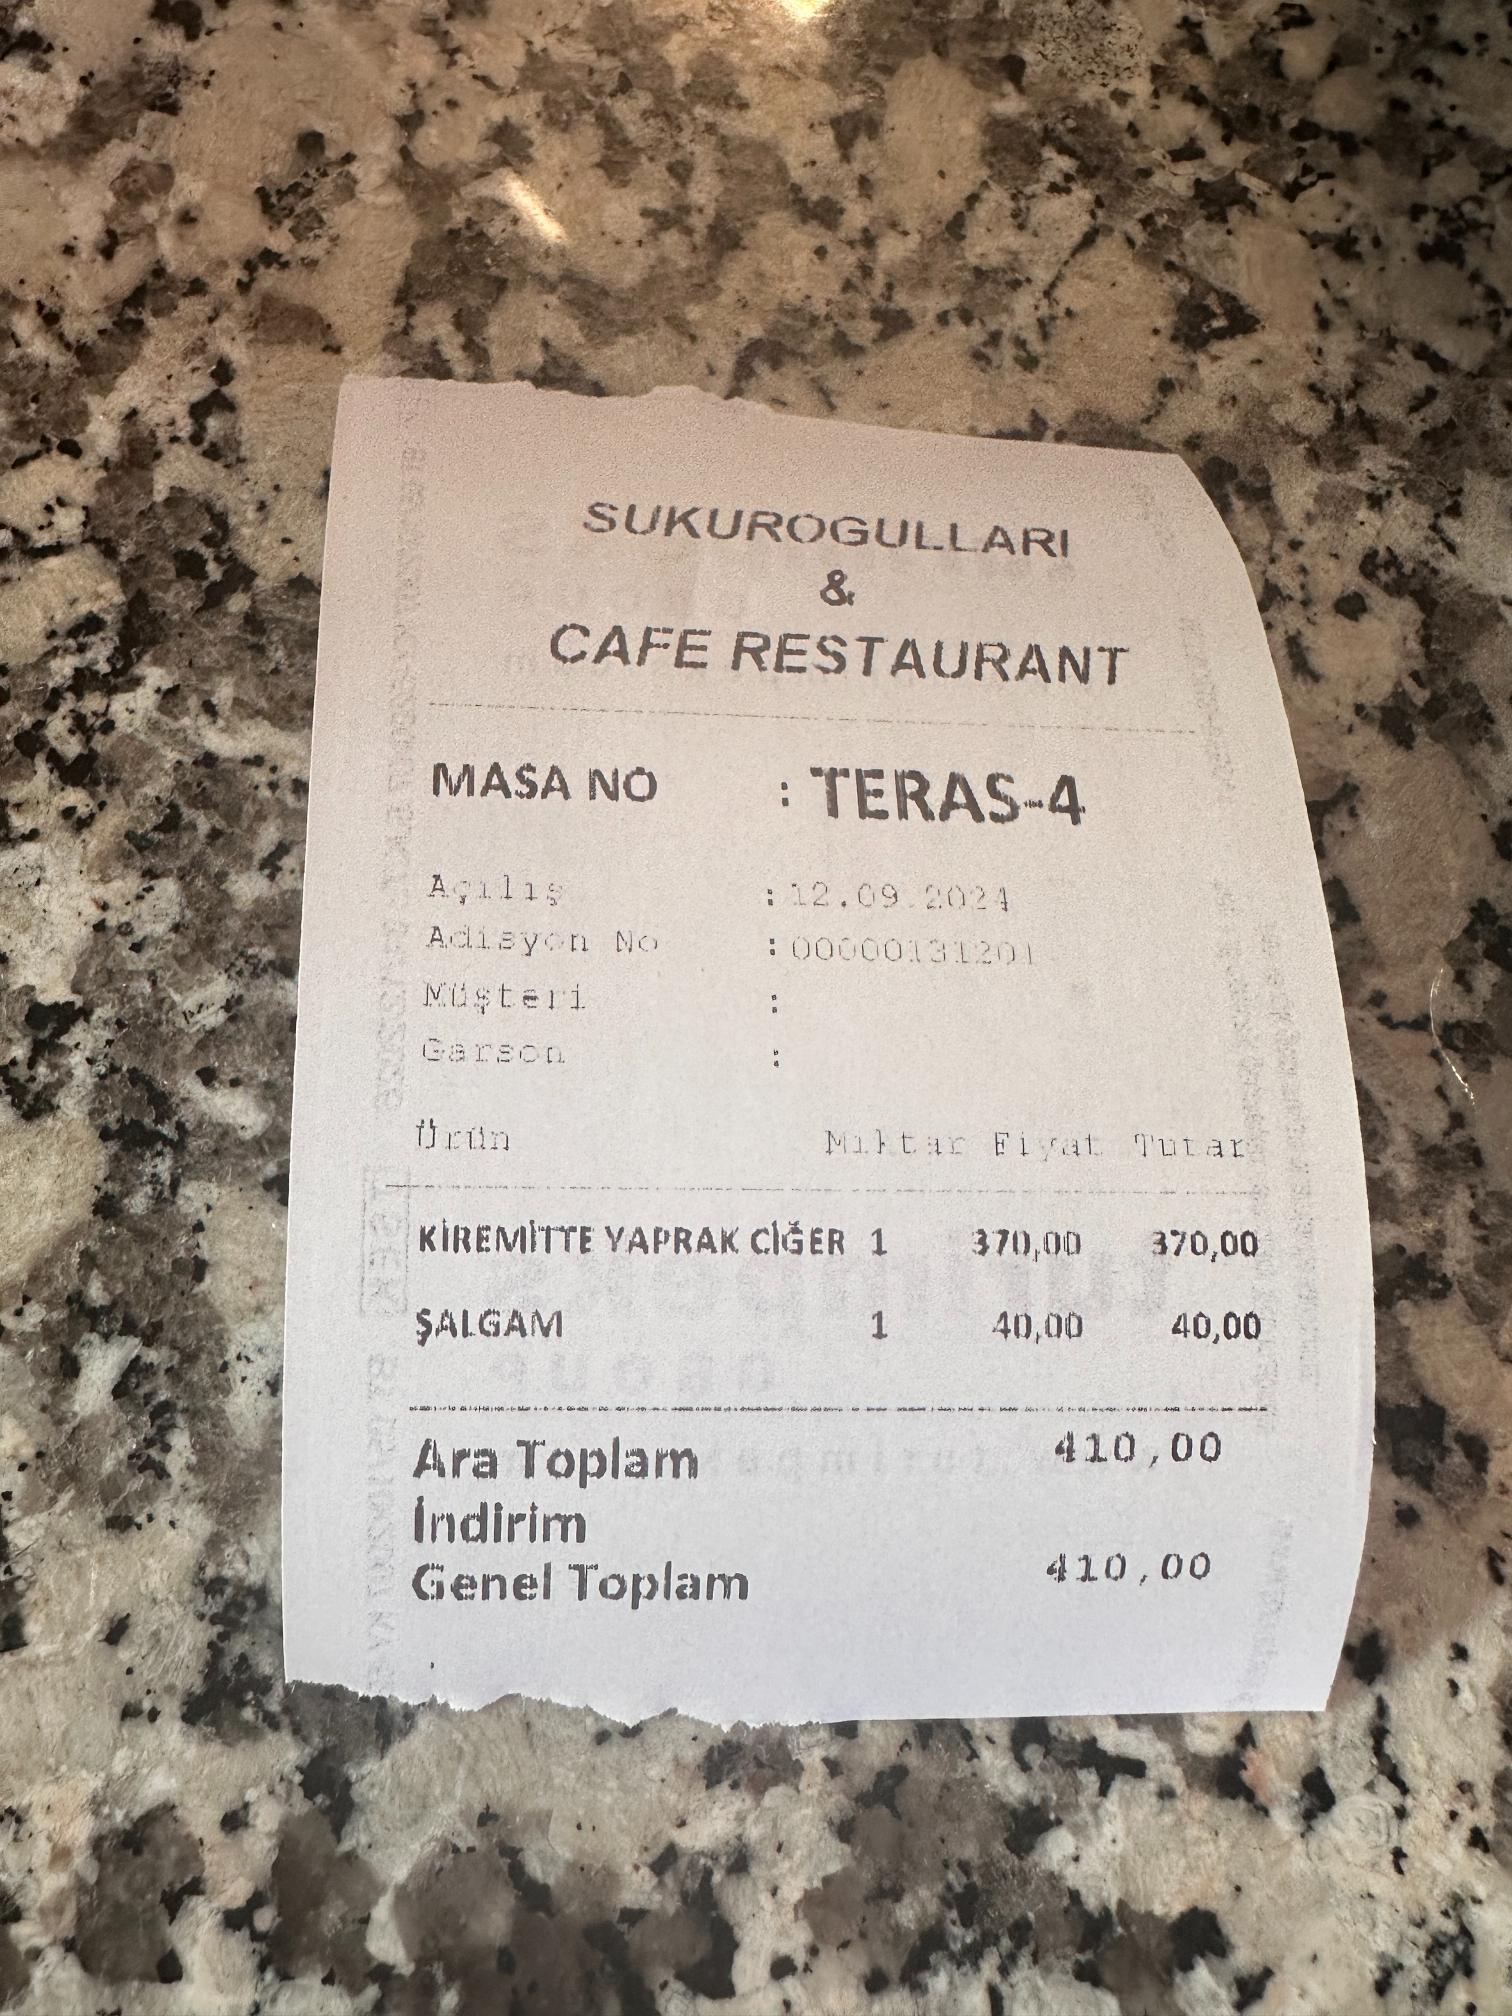 SUKUROGULLARI
&
CAFE RESTAURANT
MASA NO : TERAS-4
Açılış : 12.09.2024
Adisyon No : 00000131201
Müşteri :
Garson :
Ürün Miktar Fiyat Tutar
KİREMİTTE YAPRAK CİĞER 1 370,00 370,00
ŞALGAM 1 40,00 40,00
Ara Toplam 410,00
İndirim
Genel Toplam 410,00